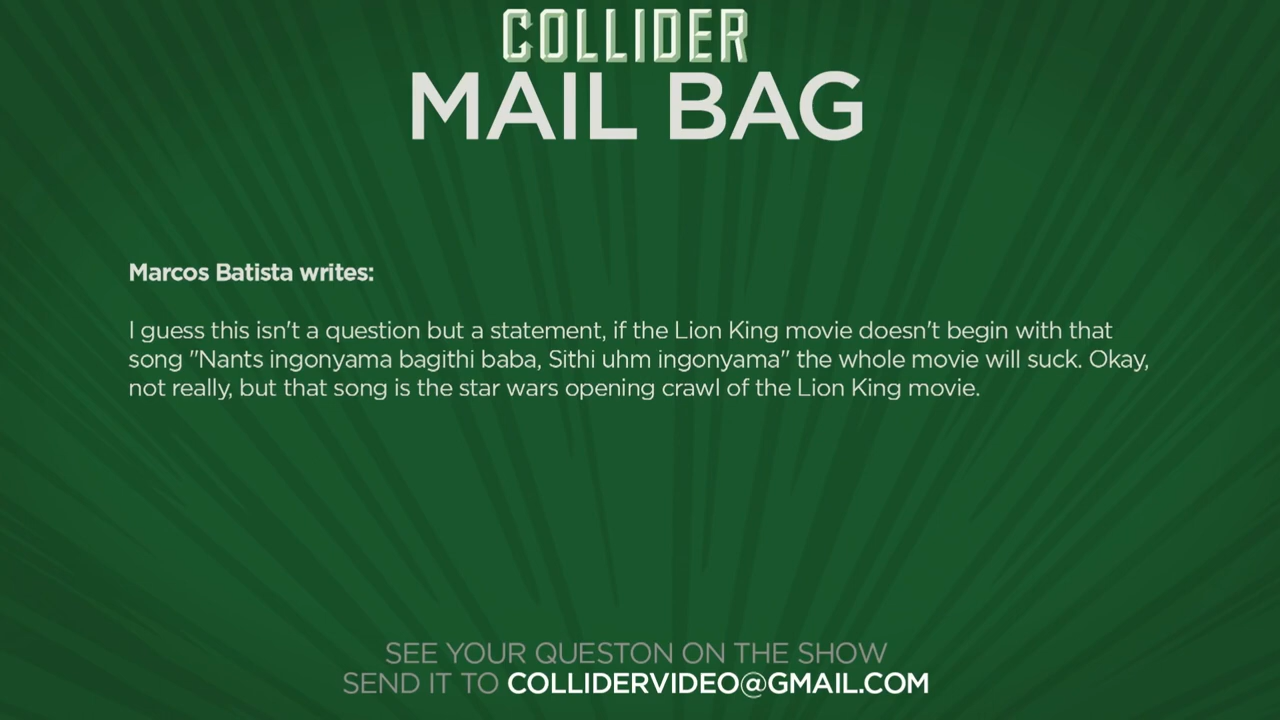 COLLIDER
MAIL BAG
Marcos Batista writes:
I guess this isn't a question but a statement, if the Lion King movie doesn't begin with that
song "Nants ingonyama bagithi baba, Sithi uhm ingonyama" the whole movie will suck. Okay,
not really, but that song is the star wars opening crawl of the Lion King movie.
SEE YOUR QUESTON ON THE SHOW
SEND IT TO COLLIDERVIDEO@GMAIL.COM